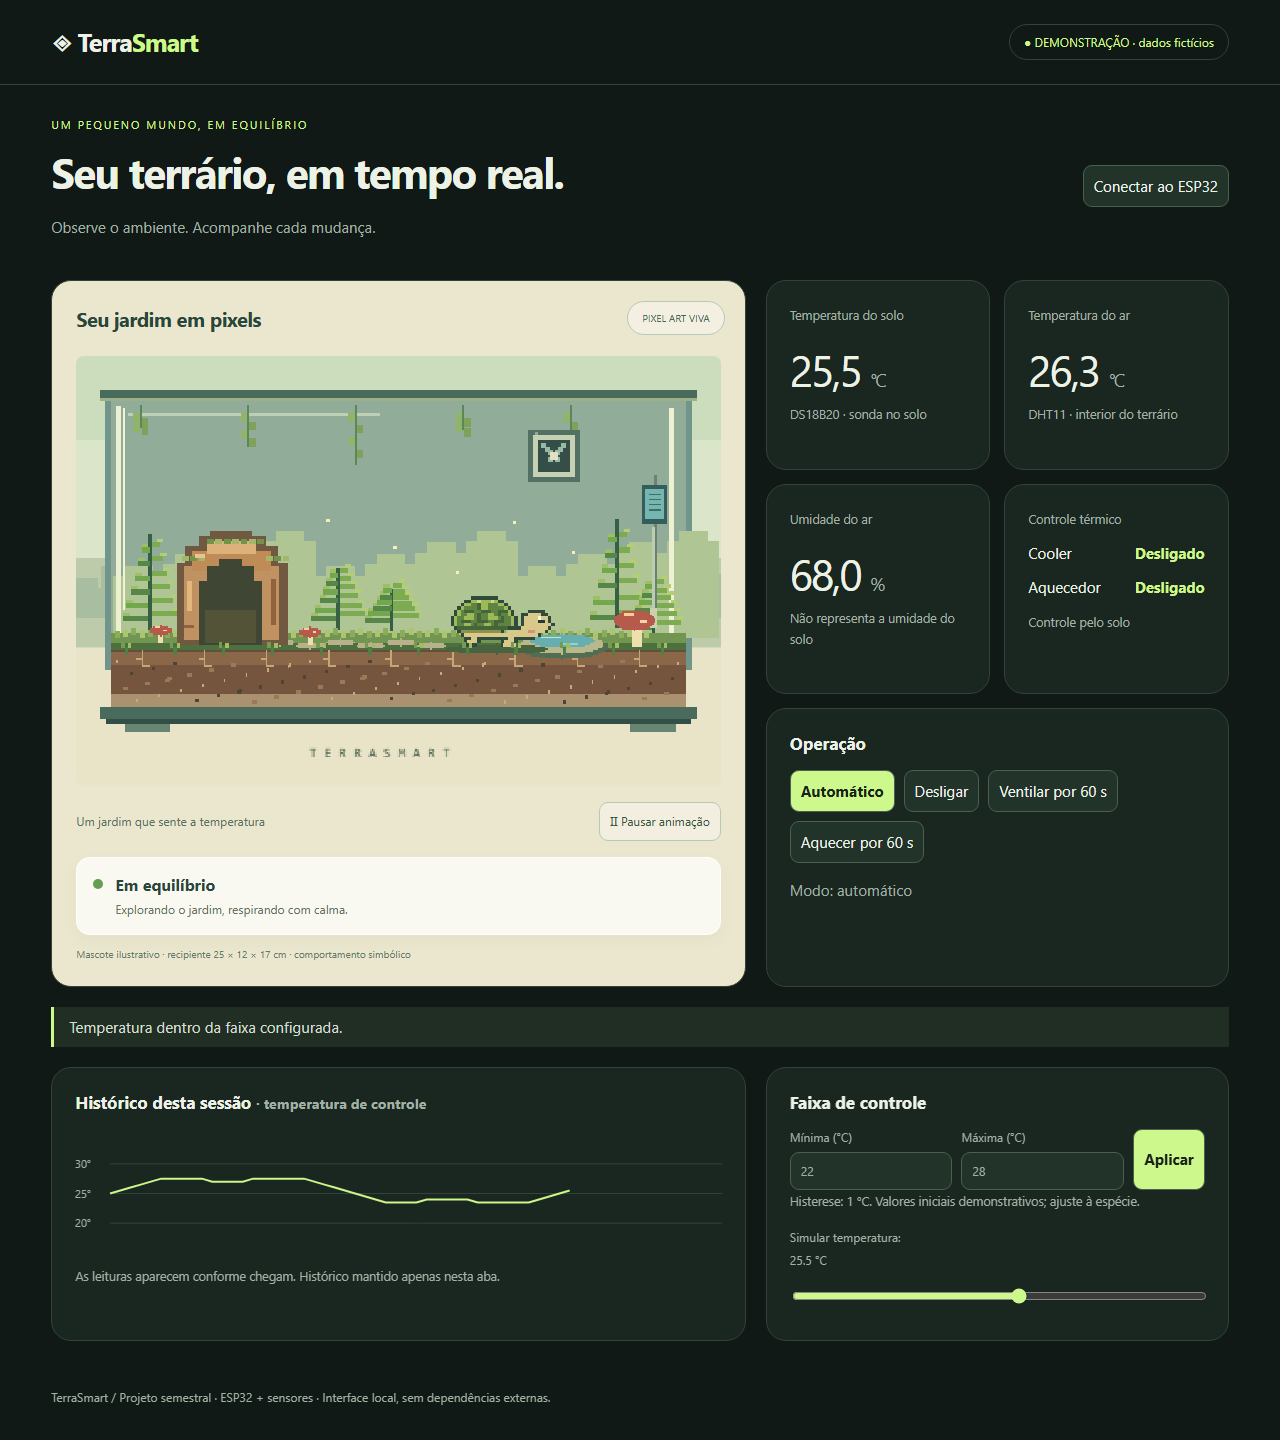 ◈ TerraSmart
● DEMONSTRAÇÃO · dados fictícios
UM PEQUENO MUNDO, EM EQUILÍBRIO
Seu terrário, em tempo real.
Observe o ambiente. Acompanhe cada mudança.
Conectar ao ESP32
Seu jardim em pixels
PIXEL ART VIVA
TERRASMART
Um jardim que sente a temperatura
II Pausar animação
Em equilíbrio
Explorando o jardim, respirando com calma.
Mascote ilustrativo · recipiente 25 × 12 × 17 cm · comportamento simbólico
Temperatura do solo
25,5 °C
DS18B20 · sonda no solo
Temperatura do ar
26,3 °C
DHT11 · interior do terrário
Umidade do ar
68,0 %
Não representa a umidade do
solo
Controle térmico
Cooler Desligado
Aquecedor Desligado
Controle pelo solo
Operação
Automático
Desligar
Ventilar por 60 s
Aquecer por 60 s
Modo: automático
Temperatura dentro da faixa configurada.
Histórico desta sessão · temperatura de controle
30°
25°
20°
As leituras aparecem conforme chegam. Histórico mantido apenas nesta aba.
Faixa de controle
Mínima (°C)
22
Máxima (°C)
28
Aplicar
Histerese: 1 °C. Valores iniciais demonstrativos; ajuste à espécie.
Simular temperatura:
25.5 °C
TerraSmart / Projeto semestral · ESP32 + sensores · Interface local, sem dependências externas.